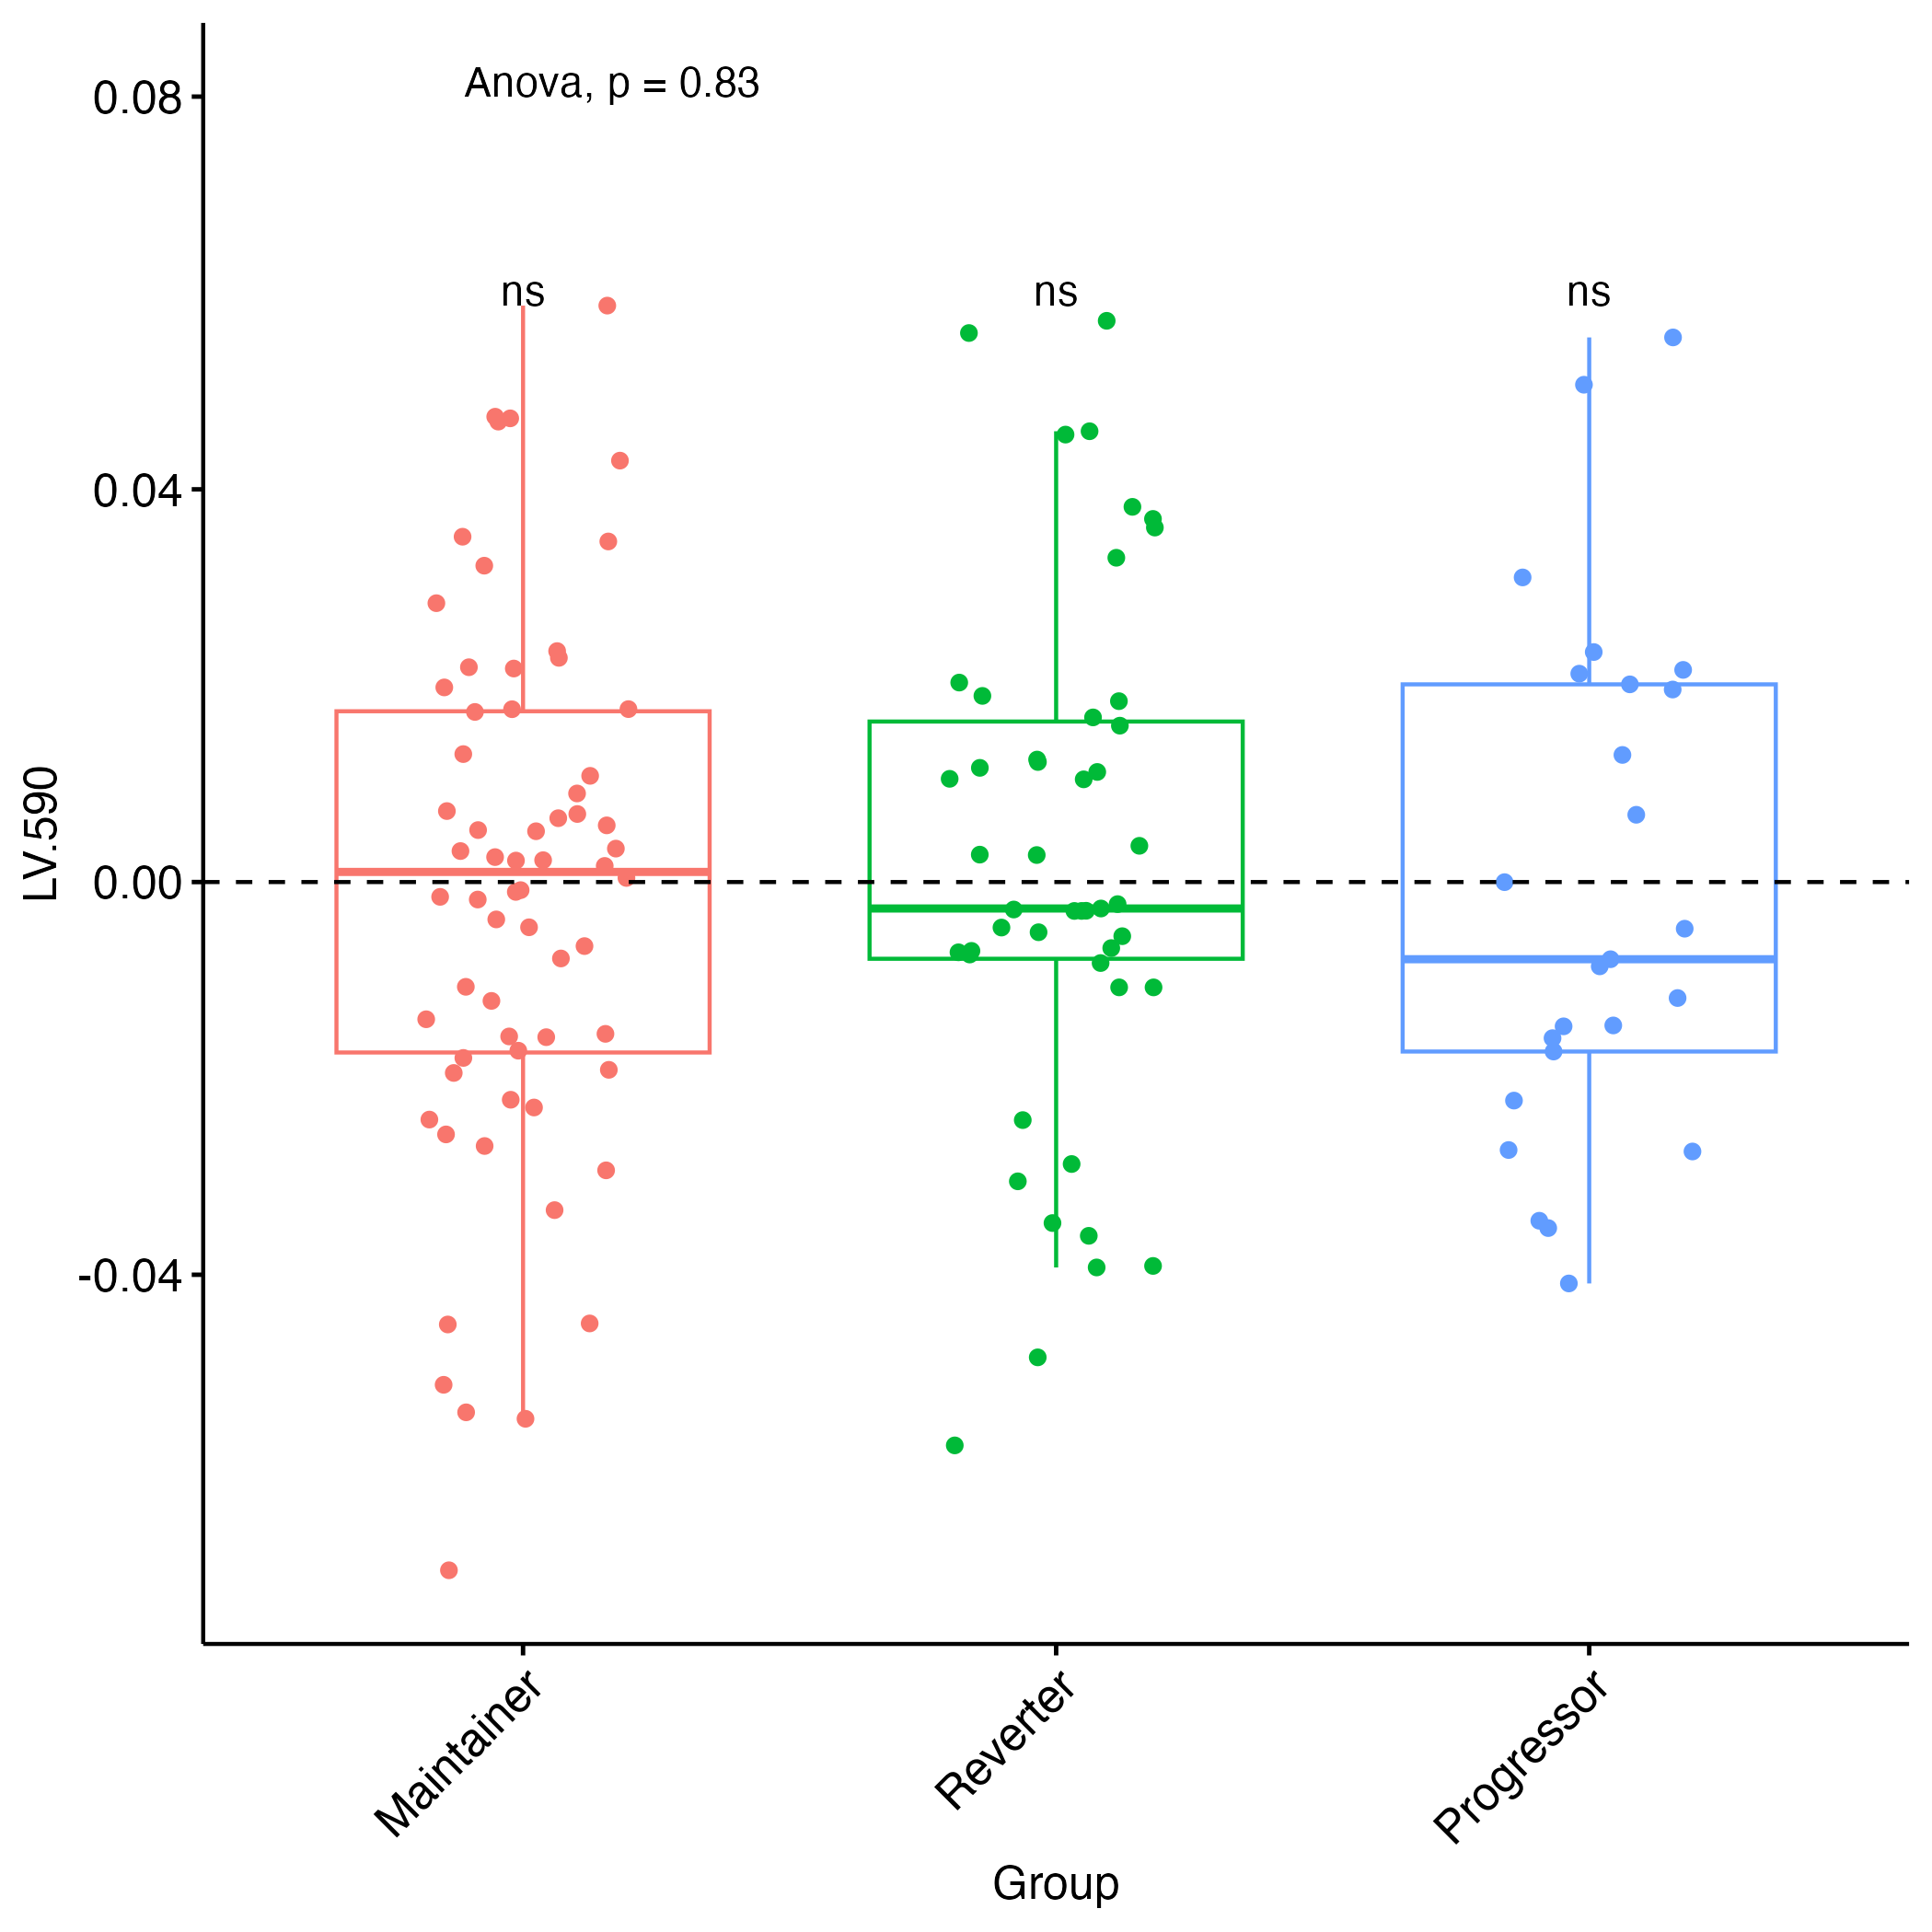 Anova, p = 0.83
ns ns ns
0.08
0.04
0.00
-0.04
LV.590
Maintainer
Reverter
Progressor
Group